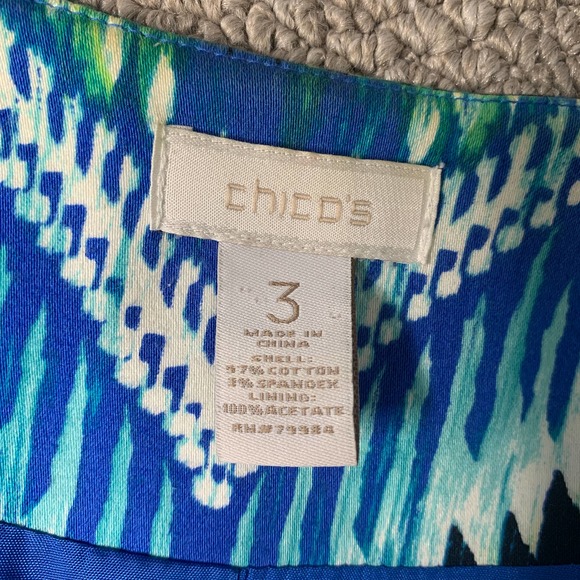 chico's
3
MADE IN
CHINA
SHELL:
97% COTTON
3% SPANDEX
LINING:
100% ACETATE
RN#79984